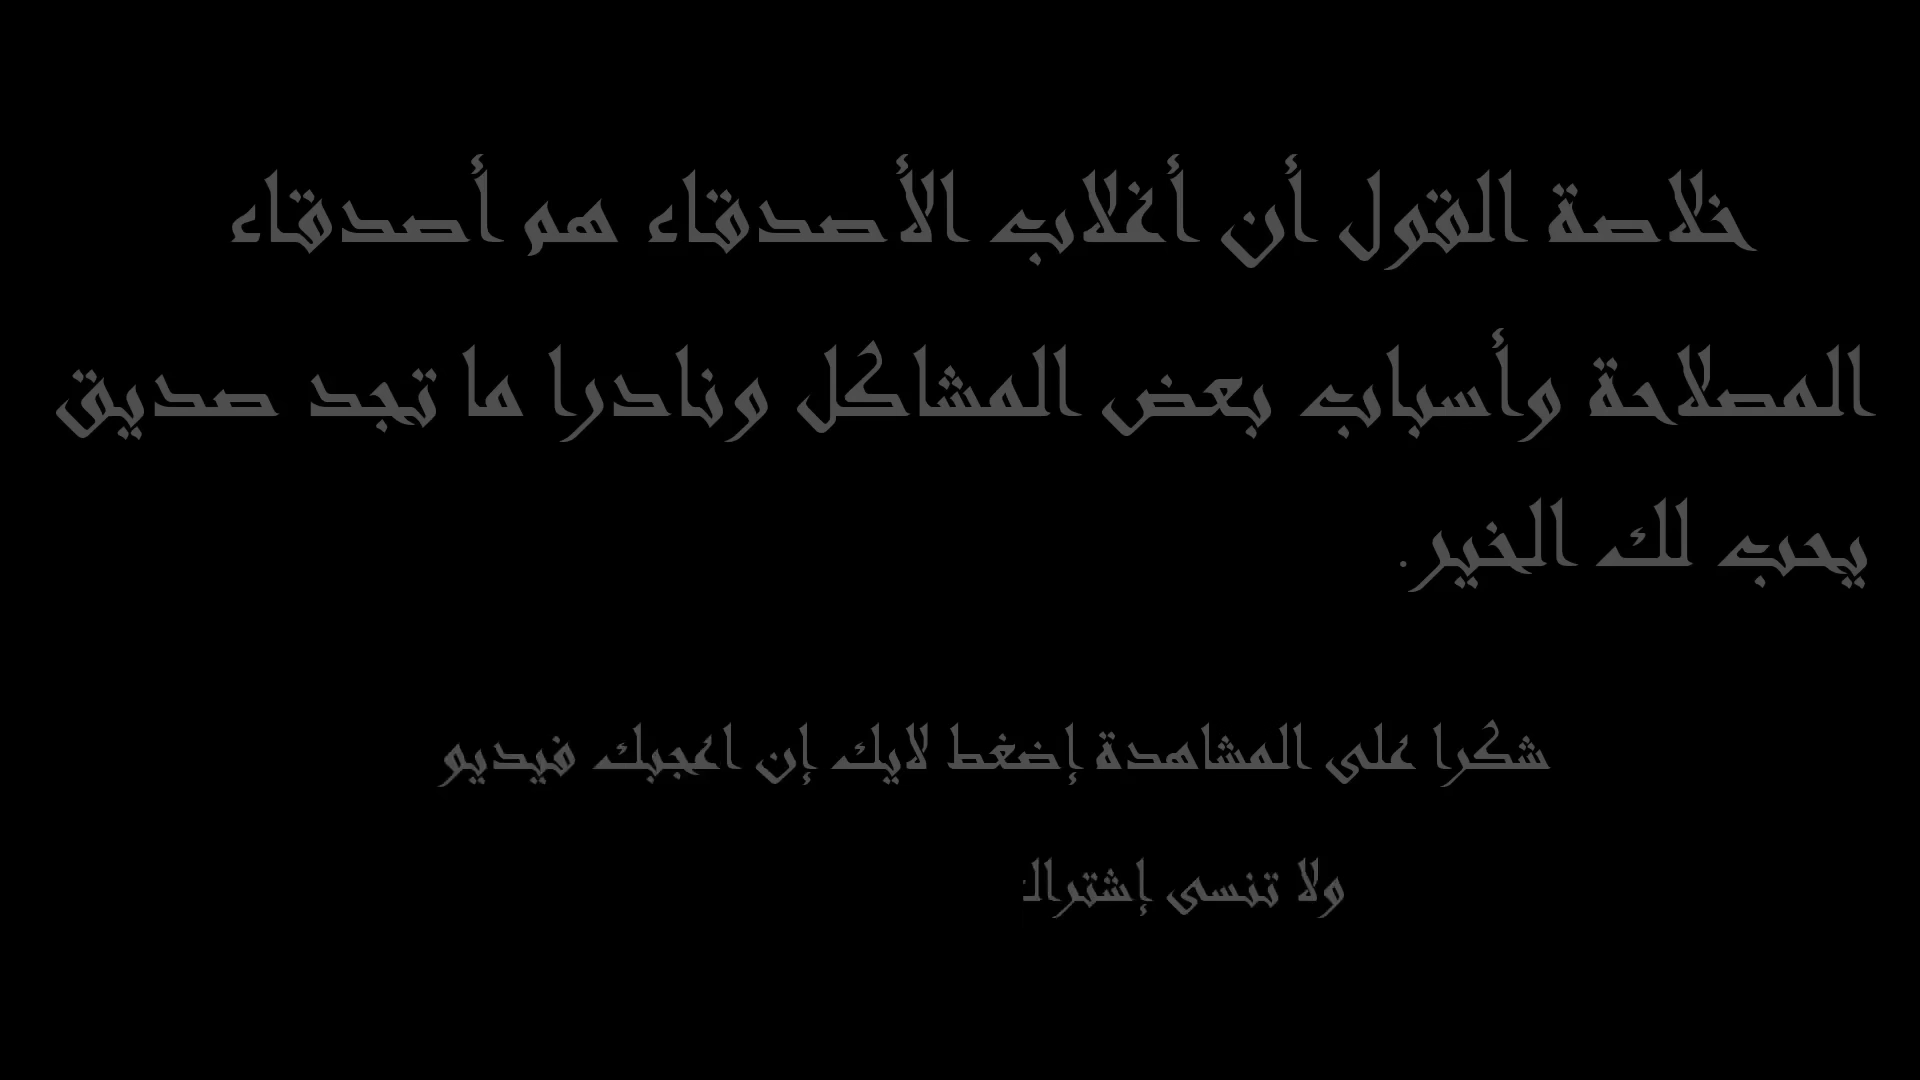 خلاصة القول أن أغلاب الأصدقاء هم أصدقاء
المصلاحة وأسباب بعض المشاكل ونادرا ما تجد صديق
يحب لك الخير.
شكرا على المشاهدة إضغط لايك إن اعجبك فيديو
ولا تنسى